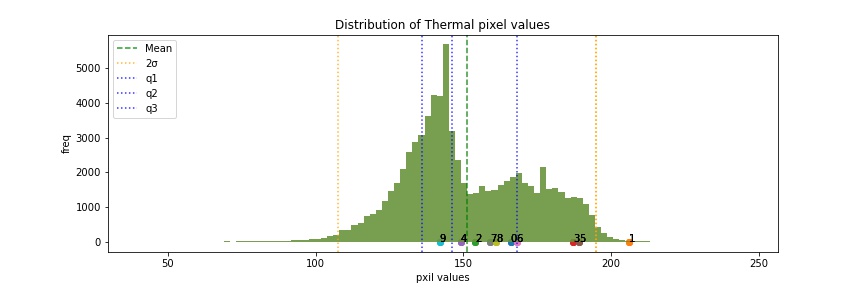 Distribution of Thermal pixel values
Mean
2σ
q1
q2
q3
freq
5000
4000
3000
2000
1000
0
9 4 2 78 06 35 1
50 100 150 200 250
pxil values